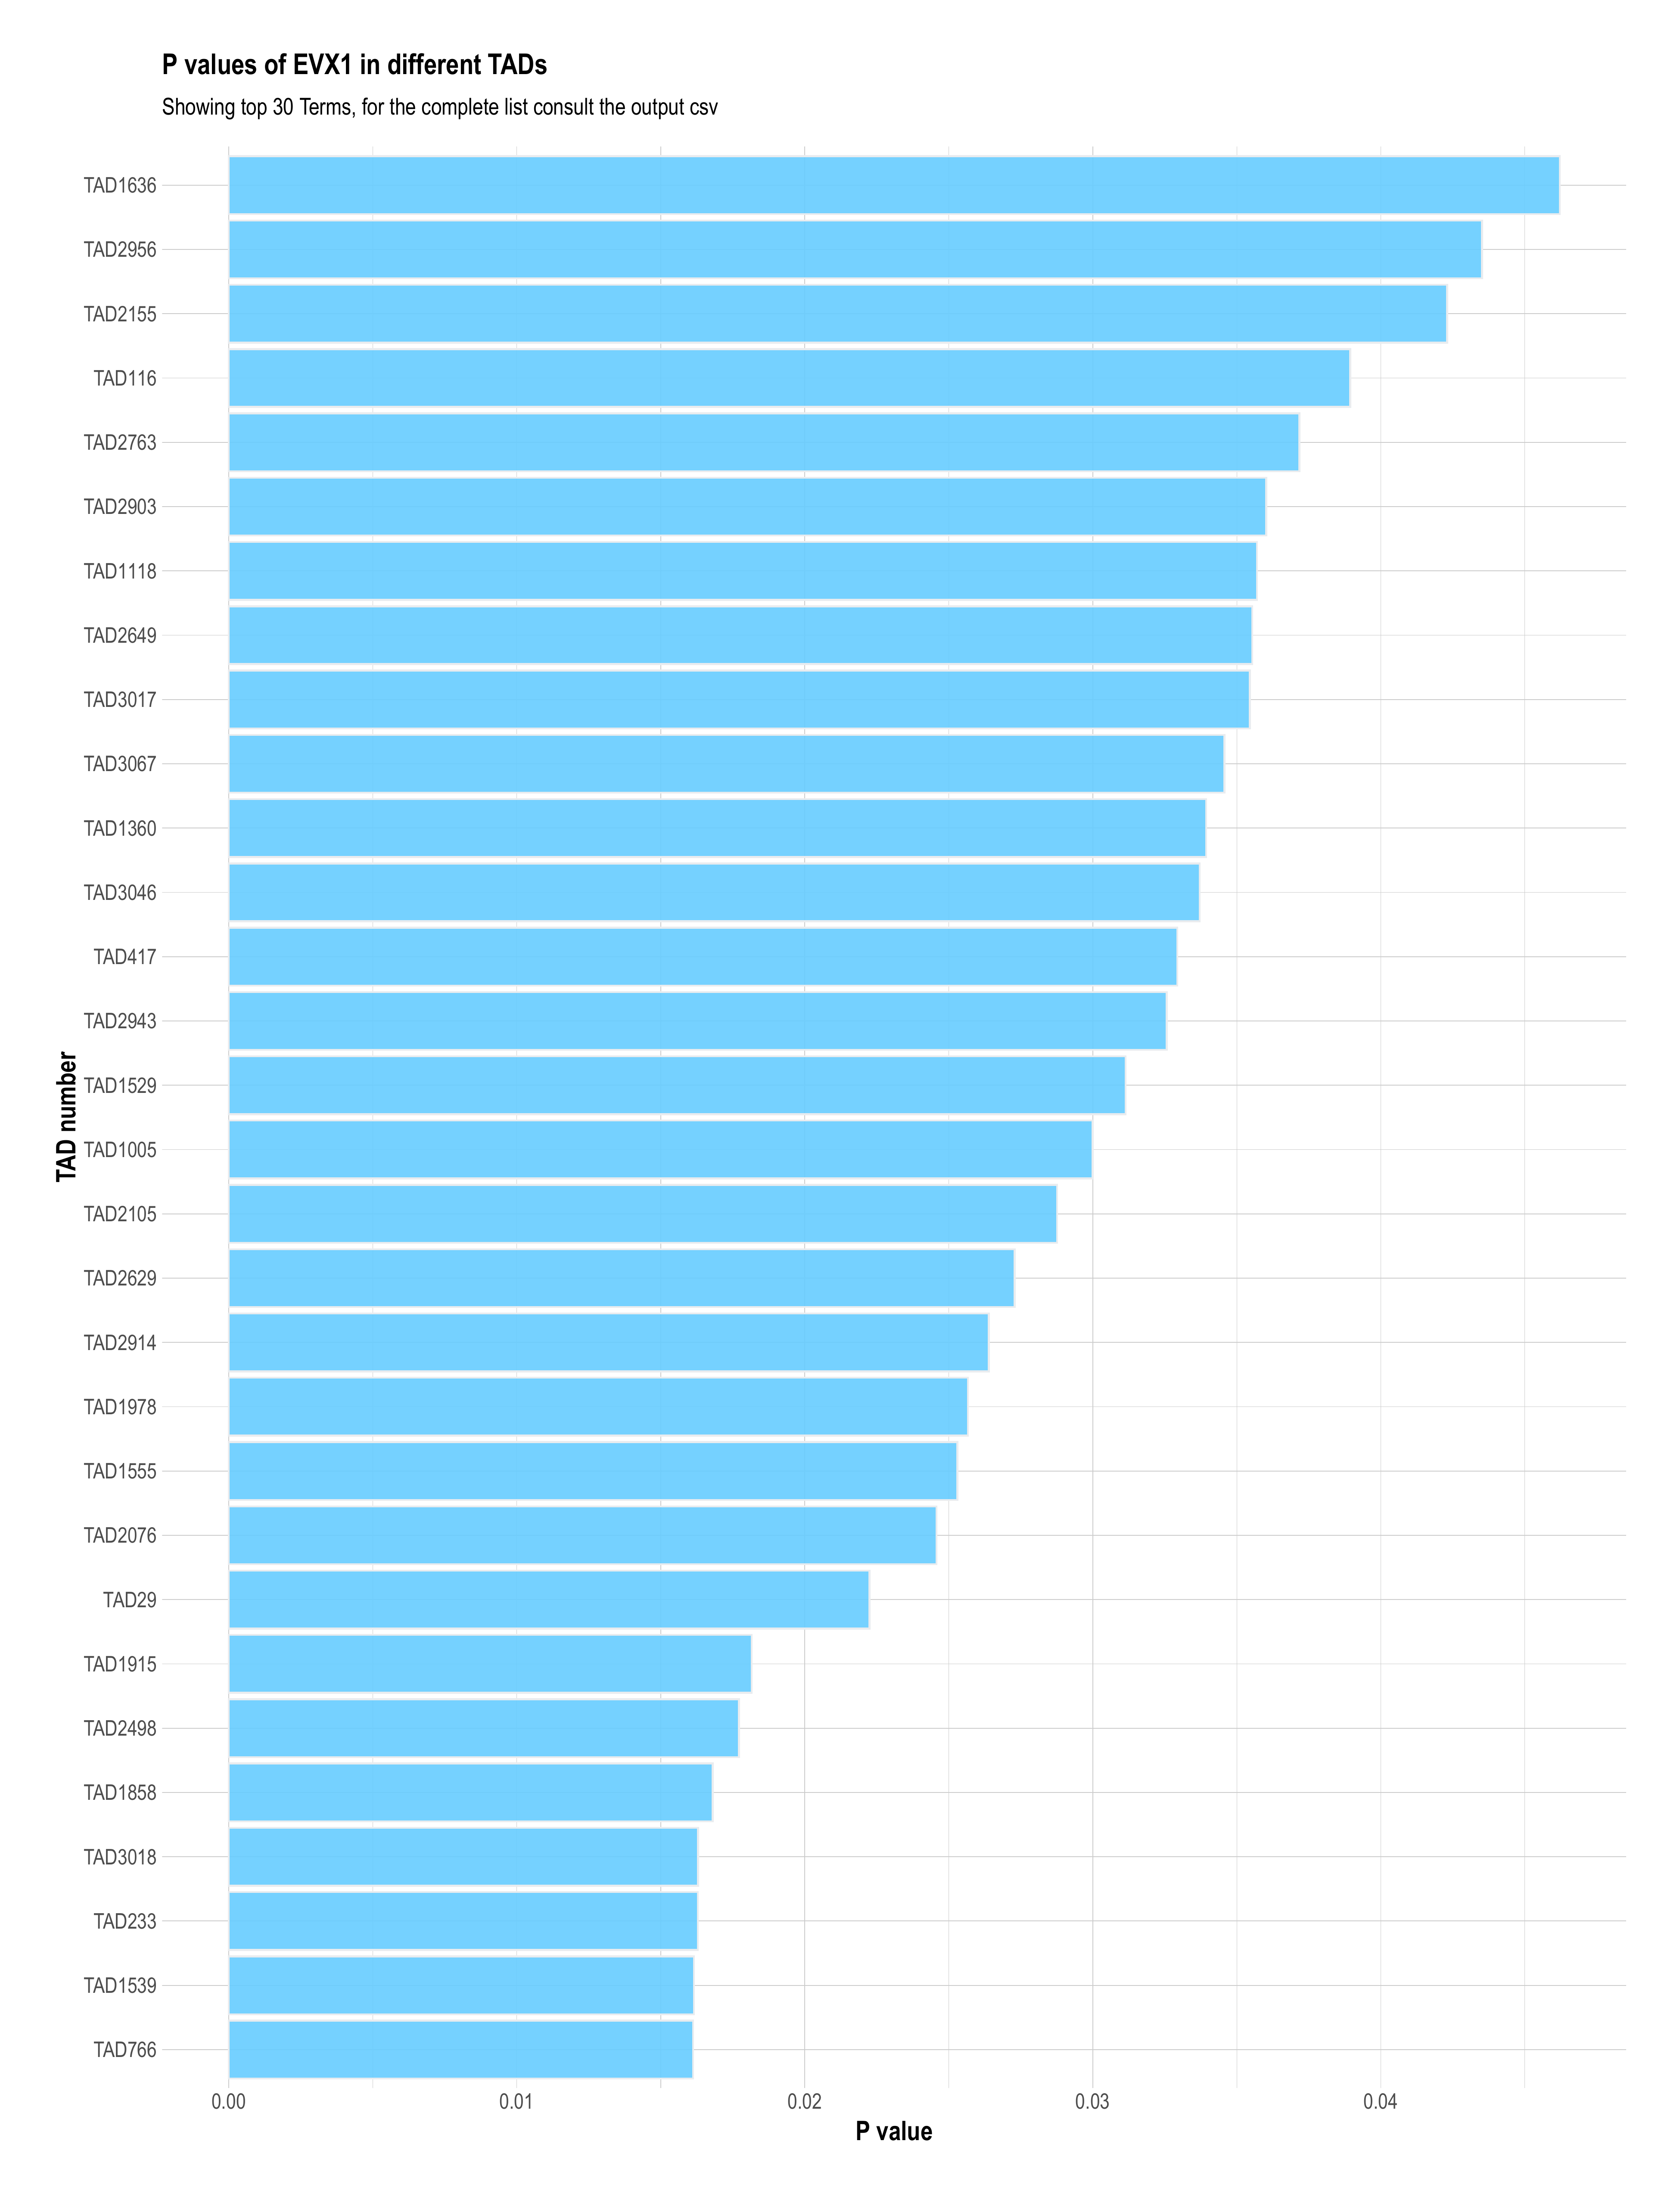 P values of EVX1 in different TADs
Showing top 30 Terms, for the complete list consult the output csv
TAD number
TAD1636
TAD2956
TAD2155
TAD116
TAD2763
TAD2903
TAD1118
TAD2649
TAD3017
TAD3067
TAD1360
TAD3046
TAD417
TAD2943
TAD1529
TAD1005
TAD2105
TAD2629
TAD2914
TAD1978
TAD1555
TAD2076
TAD29
TAD1915
TAD2498
TAD1858
TAD3018
TAD233
TAD1539
TAD766
0.00 0.01 0.02 0.03 0.04
P value